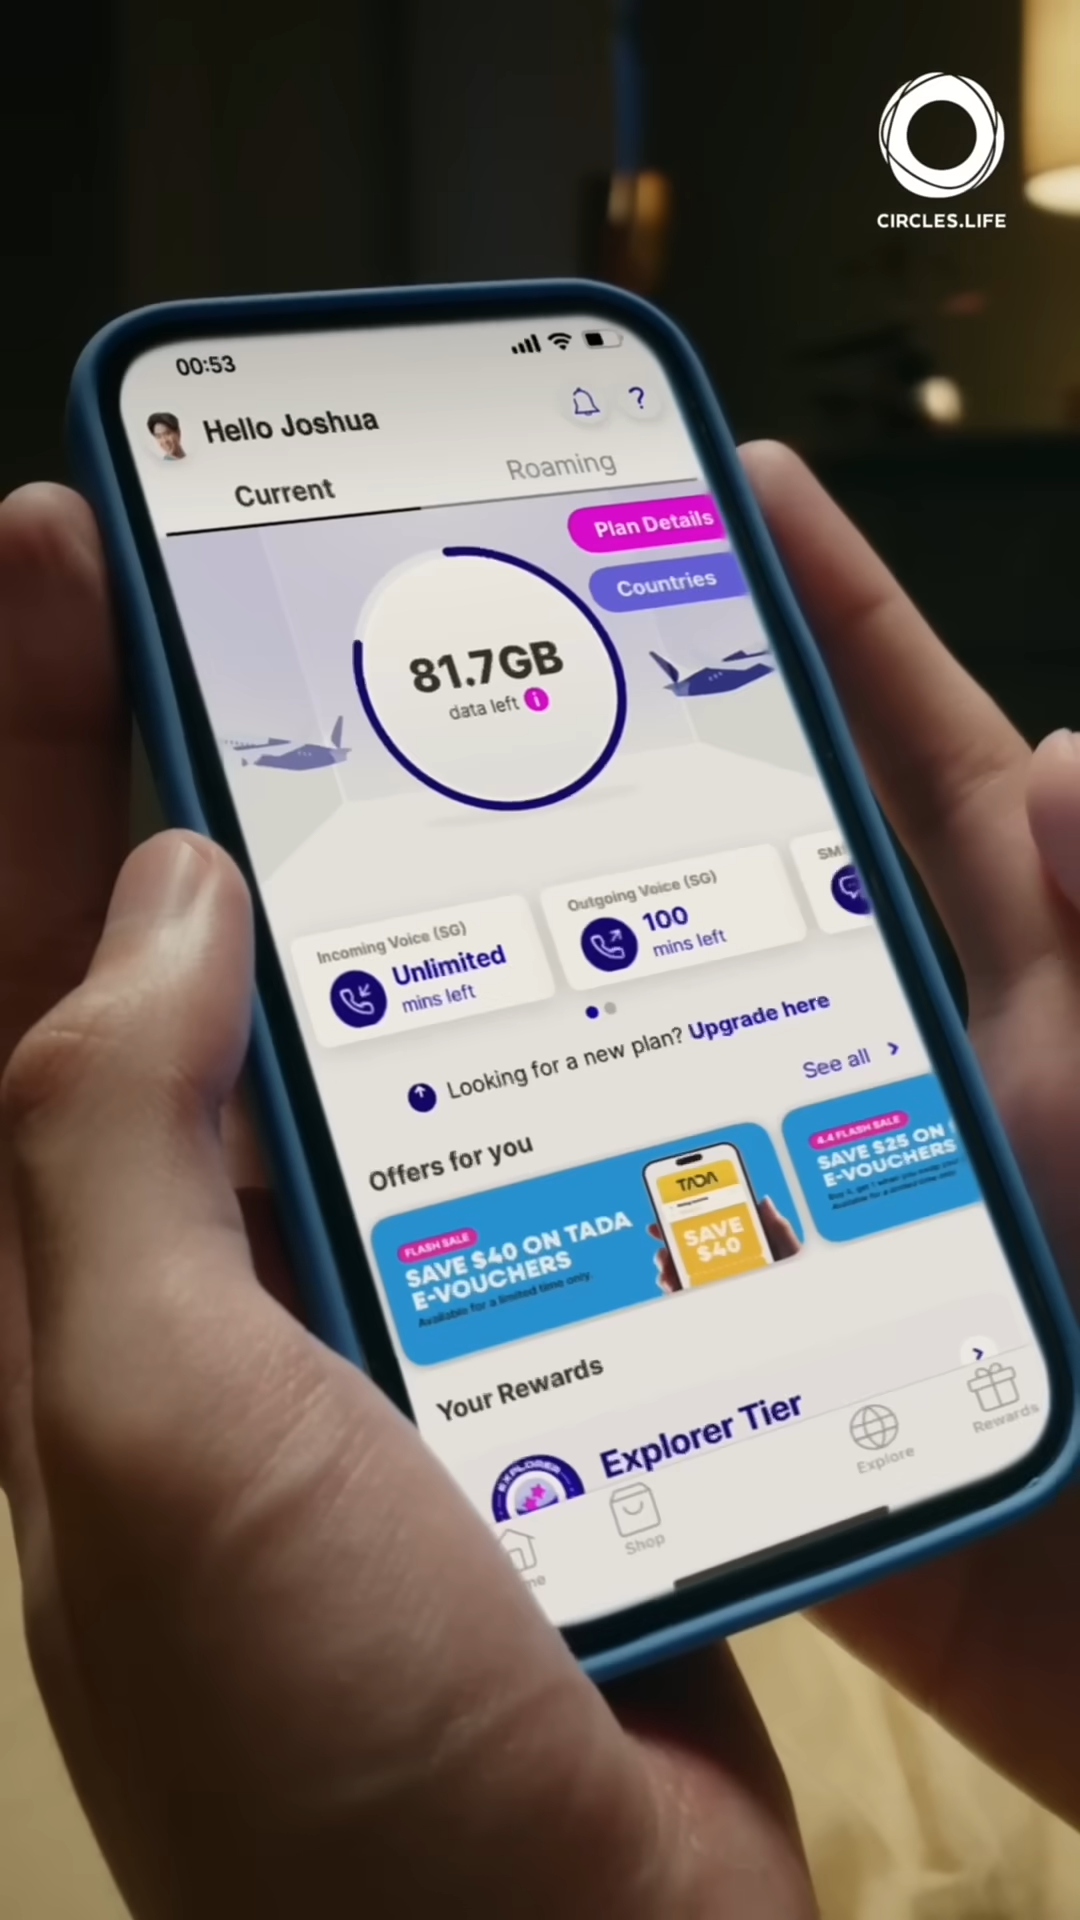 CIRCLES.LIFE
00:53
Hello Joshua
?
Current
Roaming
Plan Details
Countries
81.7GB
data left i
Incoming Voice (SG)
Unlimited
mins left
Outgoing Voice (SG)
100
mins left
SM
Looking for a new plan? Upgrade here
See all
Offers for you
FLASH SALE
SAVE $40 ON TADA
E-VOUCHERS
Available for a limited time only.
TADA
SAVE
$40
4.4 FLASH SALE
SAVE $25 ON
E-VOUCHERS
Your Rewards
EXPLORER
Explorer Tier
me
Shop
Explore
Rewards